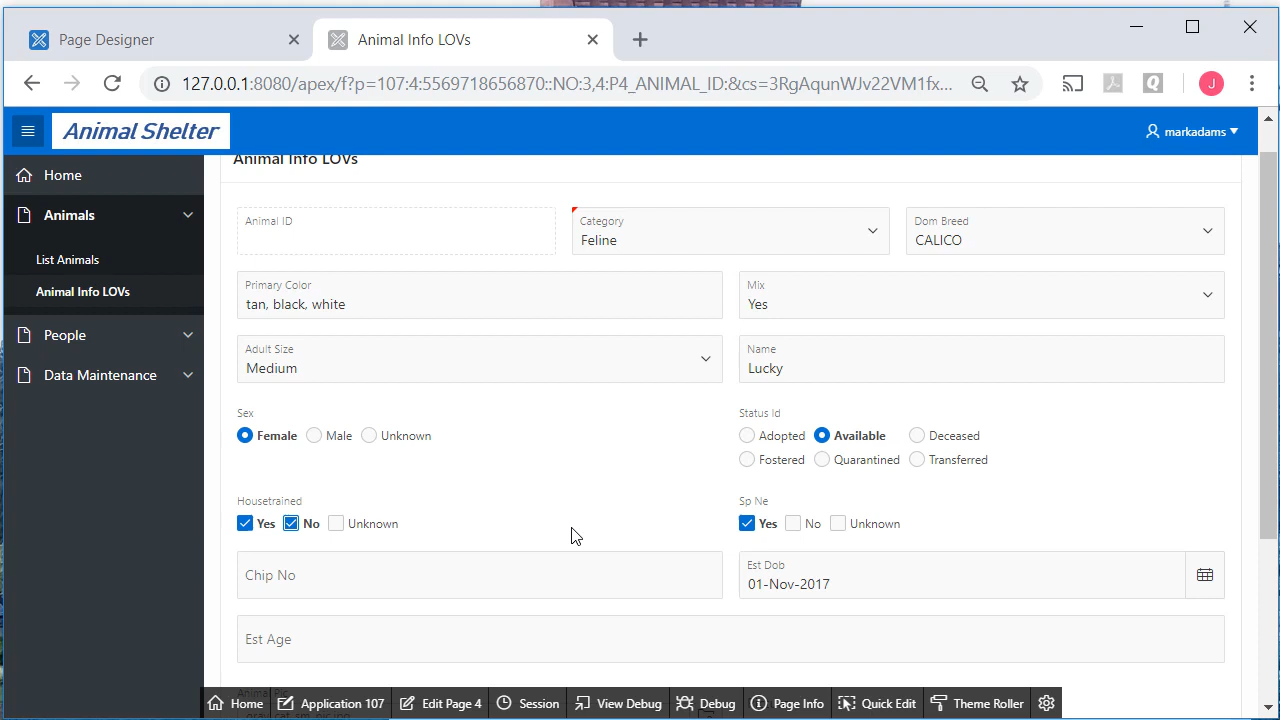 Page Designer
Animal Info LOVs
127.0.0.1:8080/apex/f?p=107:4:5569718656870::NO:3,4:P4_ANIMAL_ID:&cs=3RgAqunWJv22VM1fx...
J
Animal Shelter
markadams
Home
Animals
List Animals
Animal Info LOVs
People
Data Maintenance
Animal Info LOVs
Animal ID
Category
Feline
Dom Breed
CALICO
Primary Color
tan, black, white
Mix
Yes
Adult Size
Medium
Name
Lucky
Sex
Female Male Unknown
Status Id
Adopted Available Deceased
Fostered Quarantined Transferred
Housetrained
Yes No Unknown
Sp Ne
Yes No Unknown
Chip No
Est Dob
01-Nov-2017
Est Age
Home Application 107 Edit Page 4 Session View Debug Debug Page Info Quick Edit Theme Roller